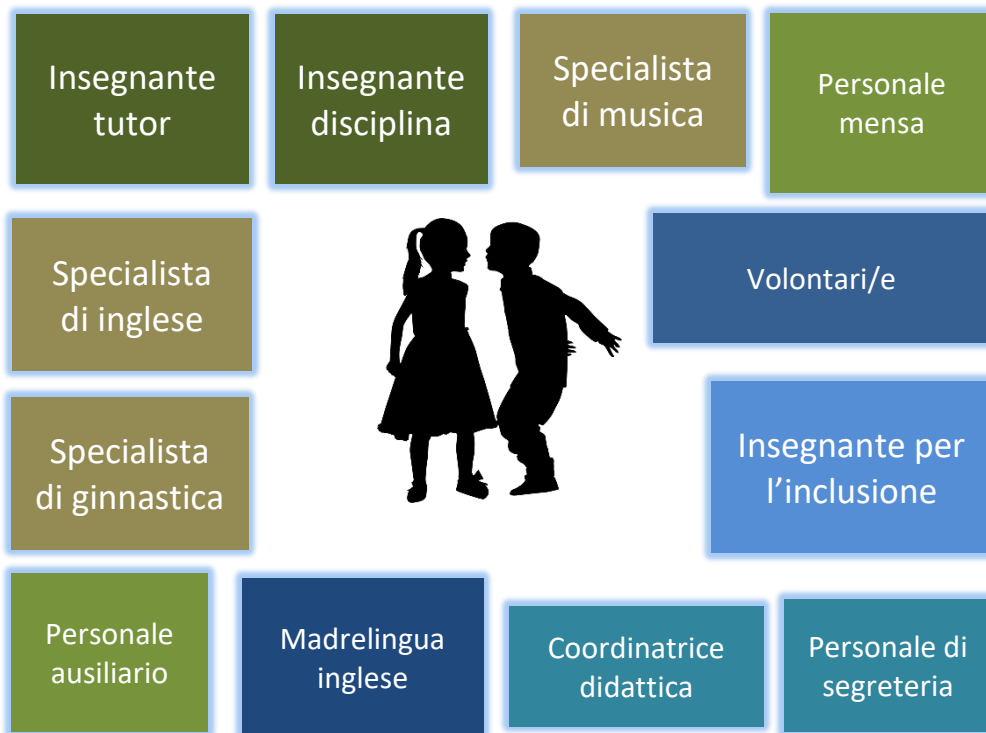 Insegnante
tutor
Insegnante
disciplina
Specialista
di musica
Personale
mensa
Specialista
di inglese
Volontari/e
Specialista
di ginnastica
Insegnante per
l’inclusione
Personale
ausiliario
Madrelingua
inglese
Coordinatrice
didattica
Personale di
segreteria